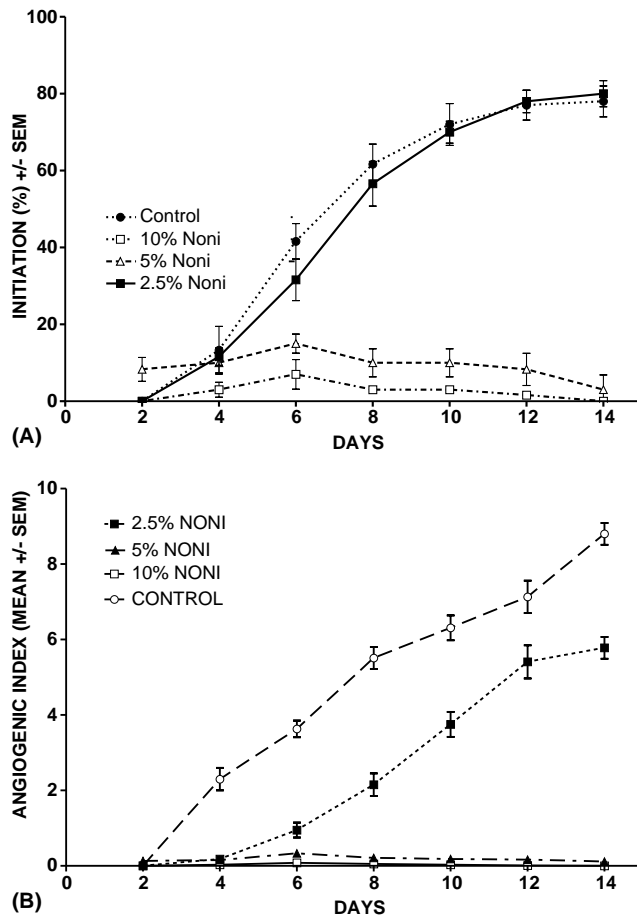 100
80
60
40
20
0
INITIATION (%) +/- SEM
Control
10% Noni
5% Noni
2.5% Noni
0 2 4 6 8 10 12 14
DAYS
(A)
10
8
6
4
2
0
ANGIOGENIC INDEX (MEAN +/- SEM)
2.5% NONI
5% NONI
10% NONI
CONTROL
0 2 4 6 8 10 12 14
DAYS
(B)